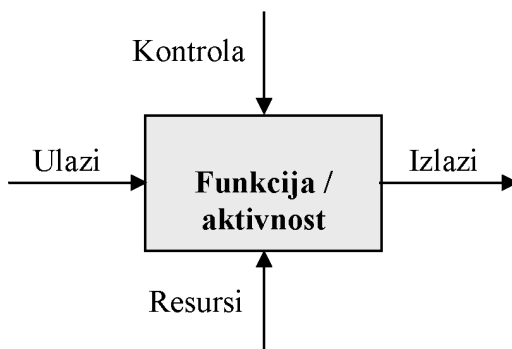 Kontrola
Ulazi
Funkcija /
aktivnost
Izlazi
Resursi